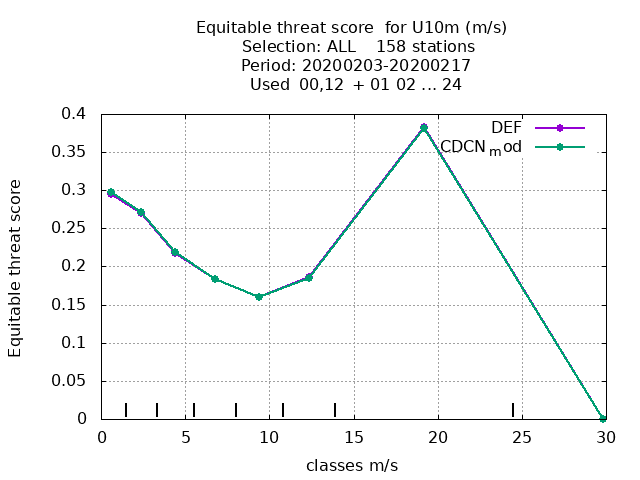 Equitable threat score  for U10m (m/s)
Selection: ALL    158 stations
Period: 20200203-20200217
Used  00,12  + 01 02 ... 24
DEF
CDCNmod
0.4
0.35
0.3
0.25
0.2
0.15
0.1
0.05
0
Equitable threat score
0 5 10 15 20 25 30
classes m/s